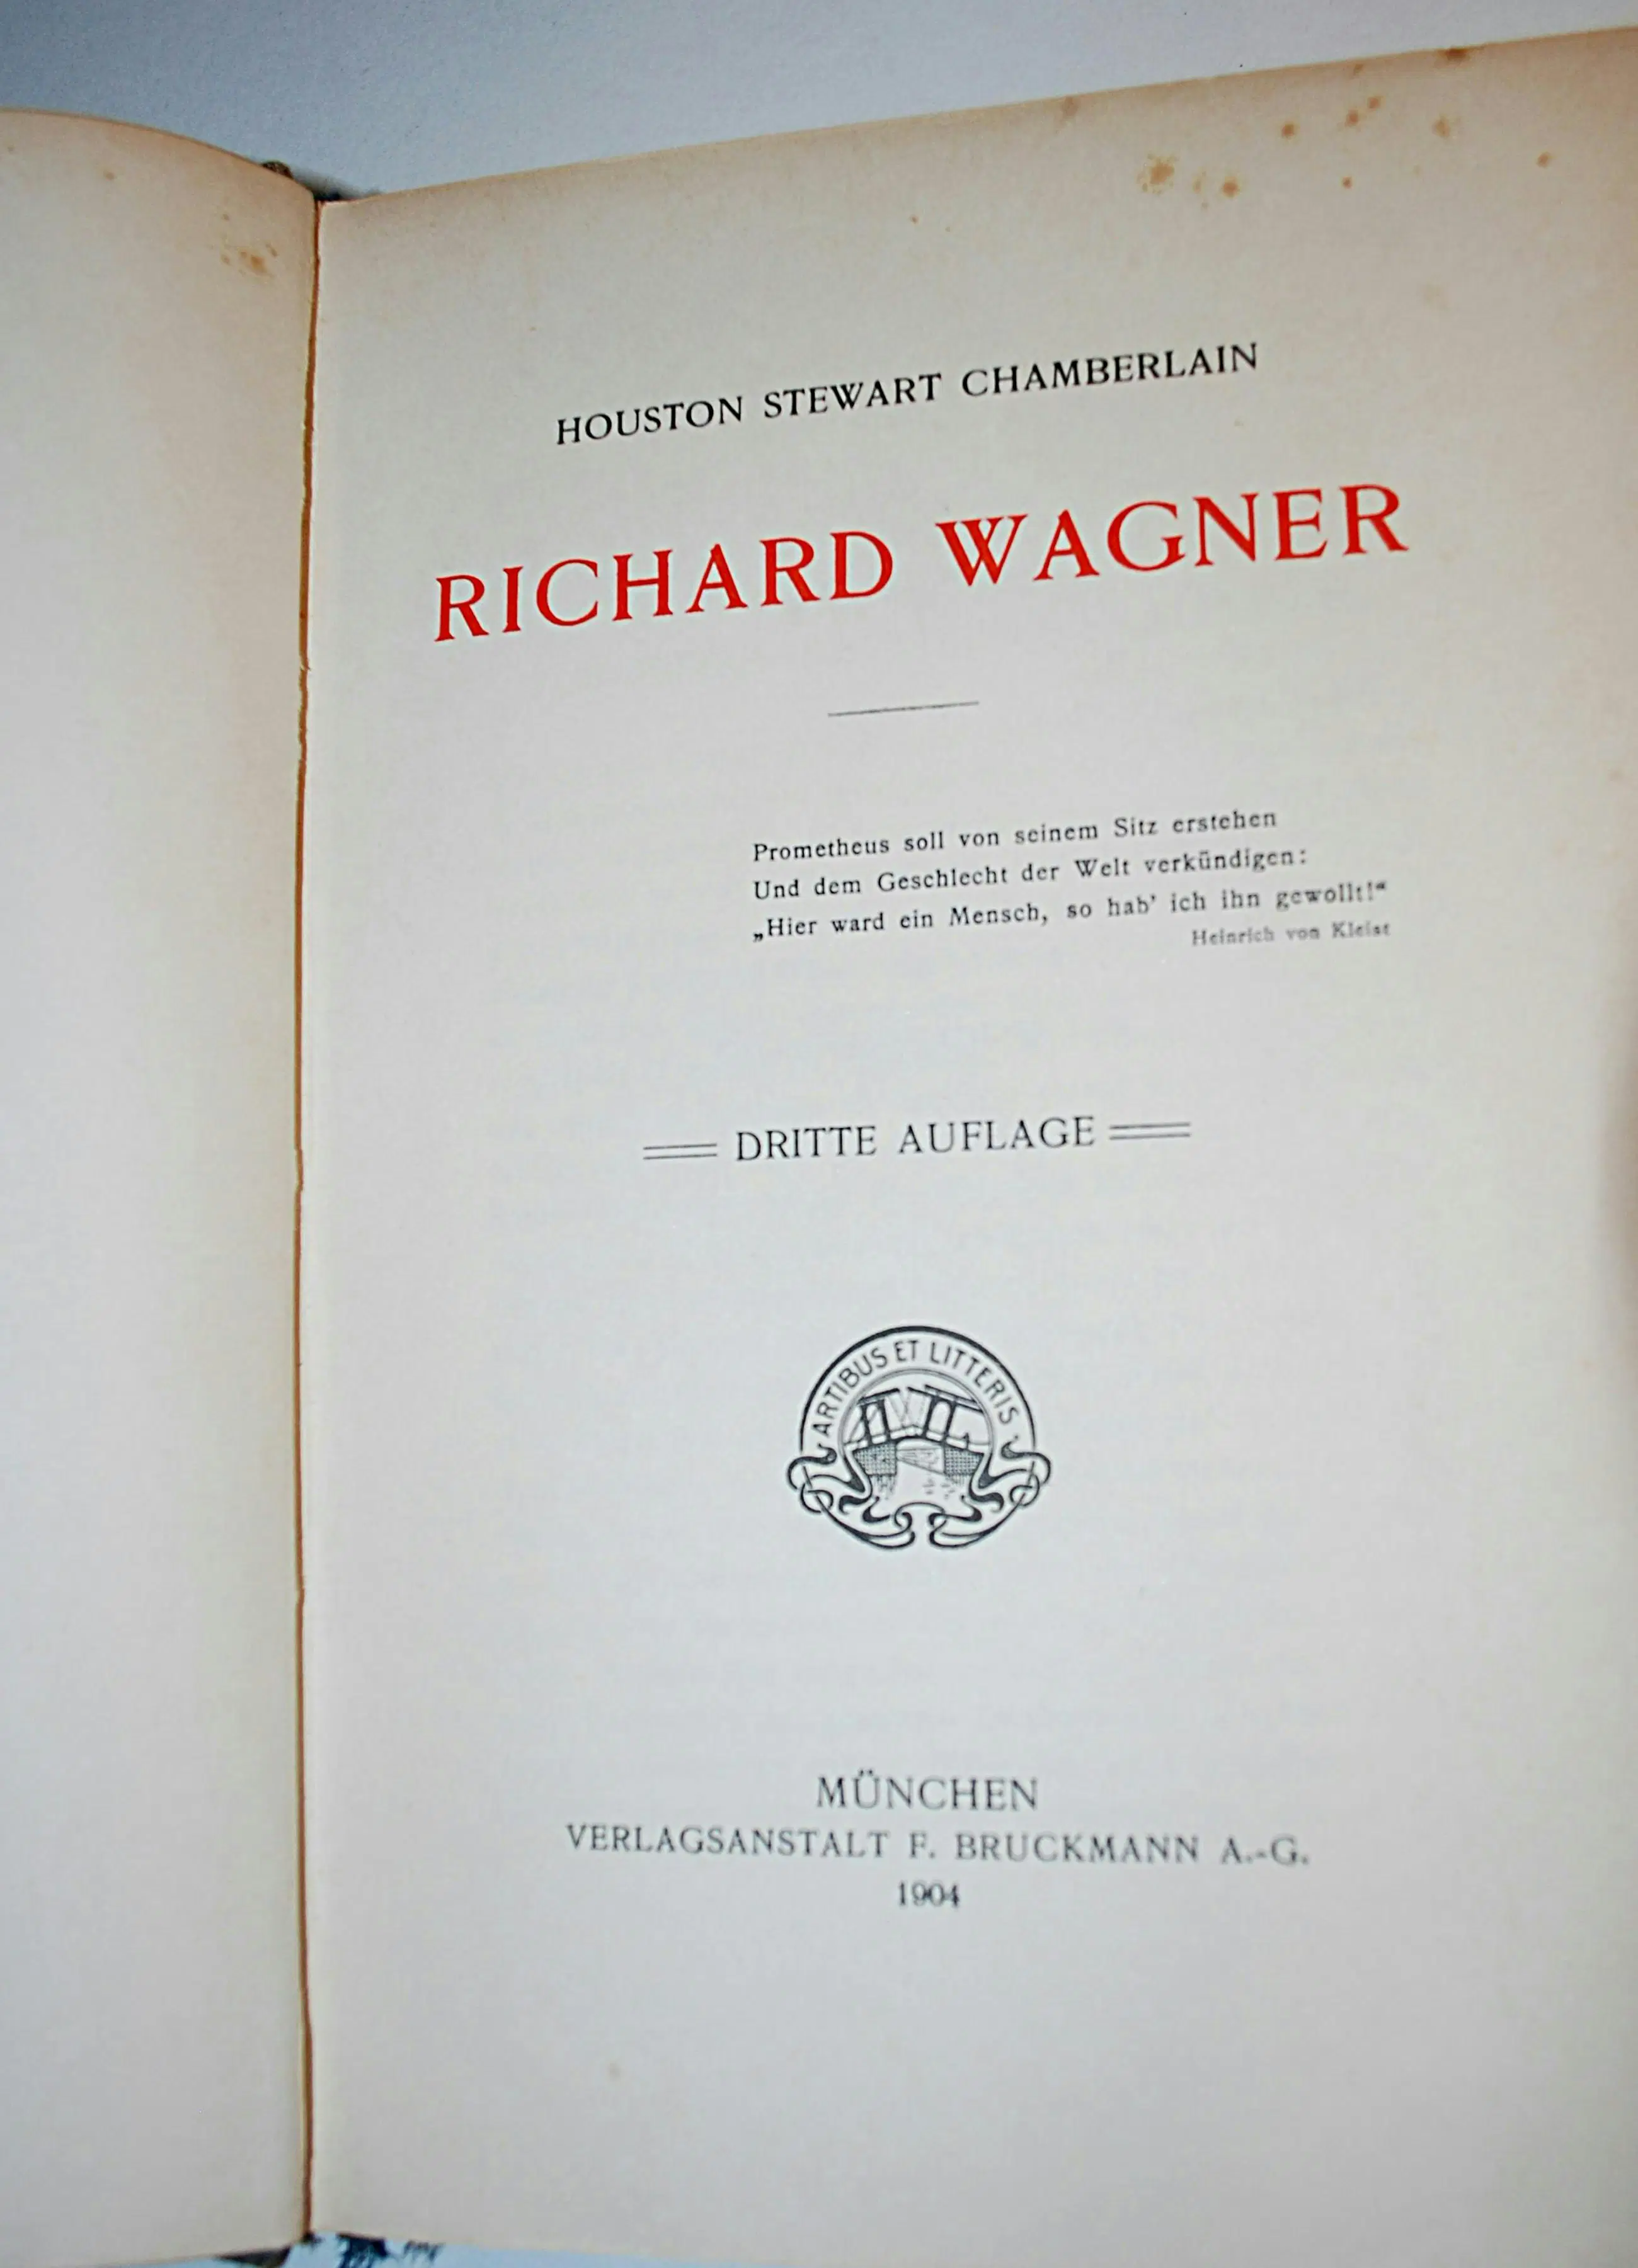 HOUSTON STEWART CHAMBERLAIN
RICHARD WAGNER
Prometheus soll von seinem Sitz erstehen
Und dem Geschlecht der Welt verkündigen:
„Hier ward ein Mensch, so hab’ ich ihn gewollt!“
Heinrich von Kleist
DRITTE AUFLAGE
ARTIBUS ET LITTERIS
MÜNCHEN
VERLAGSANSTALT F. BRUCKMANN A.-G.
1904